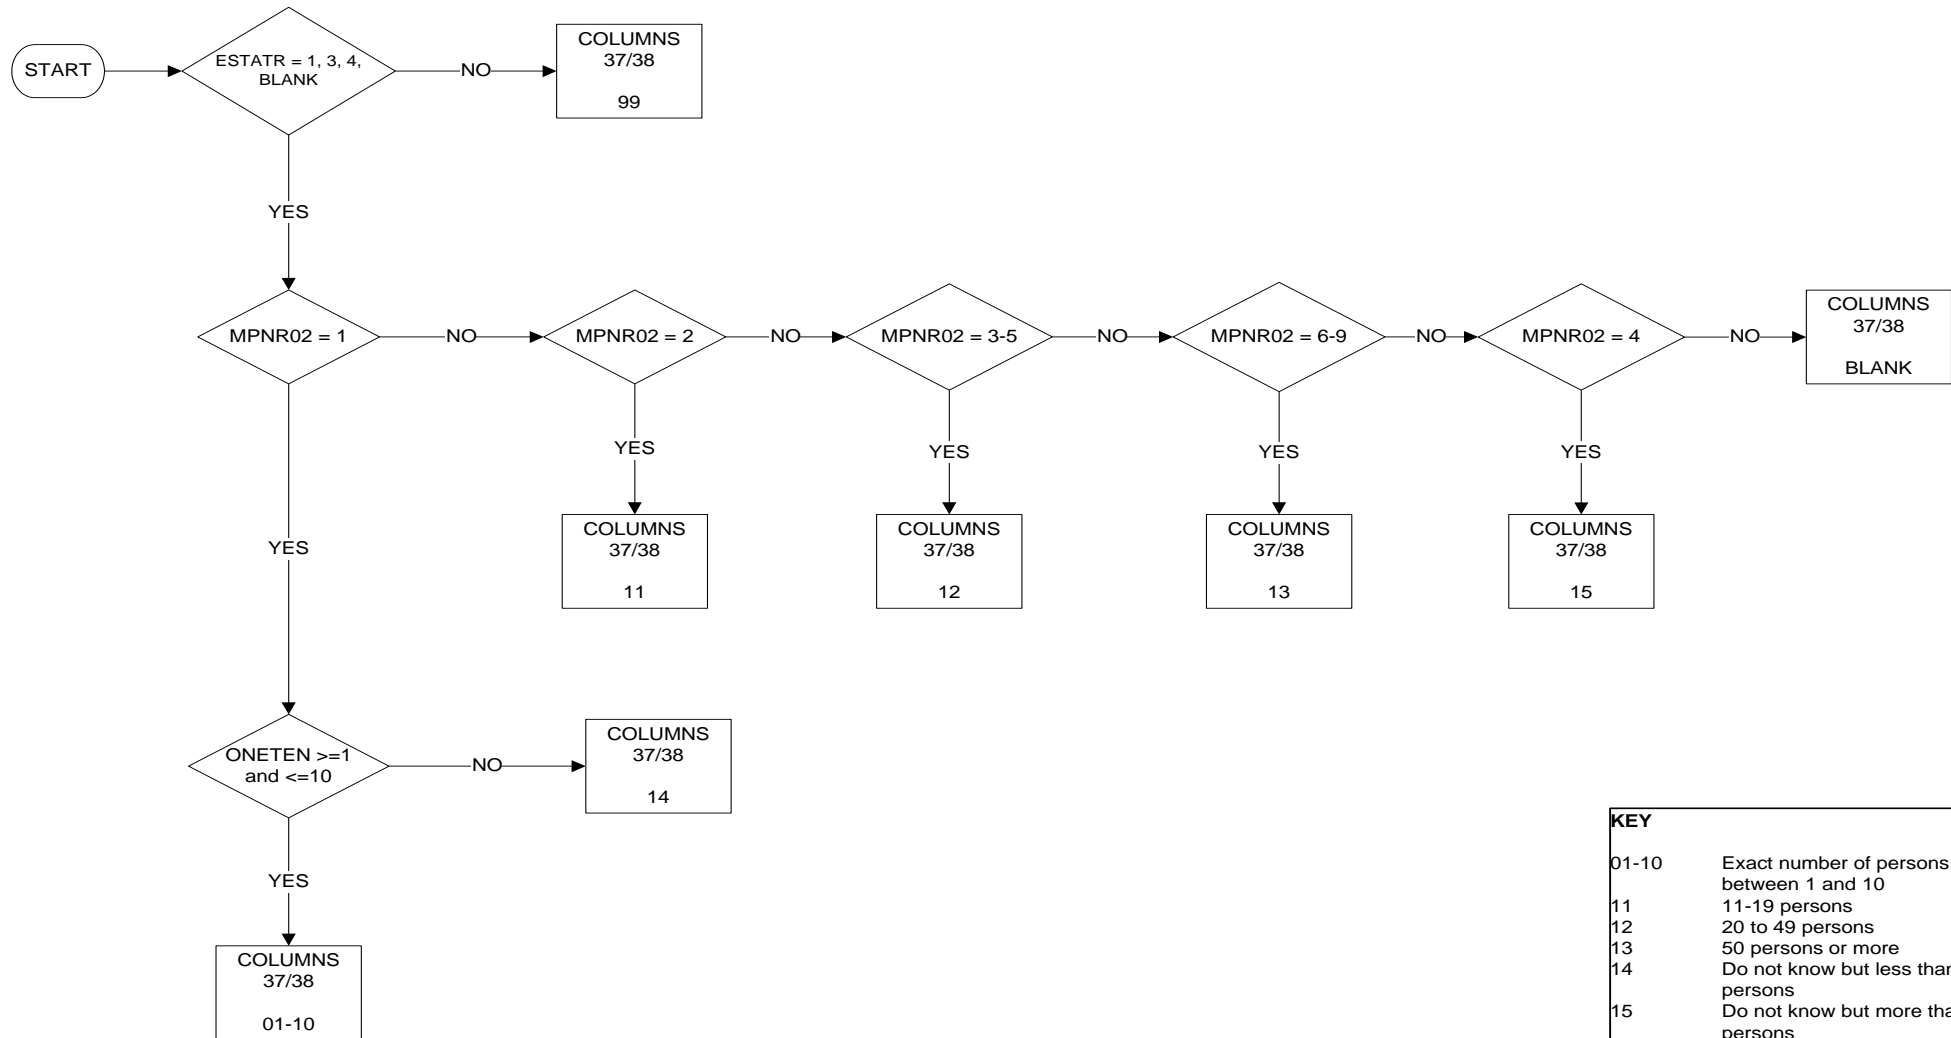 START
ESTATR = 1, 3, 4,
BLANK
NO
COLUMNS
37/38
99
YES
MPNR02 = 1
NO
MPNR02 = 2
NO
MPNR02 = 3-5
NO
MPNR02 = 6-9
NO
MPNR02 = 4
NO
COLUMNS
37/38
BLANK
YES
COLUMNS
37/38
11
YES
COLUMNS
37/38
12
YES
COLUMNS
37/38
13
YES
COLUMNS
37/38
15
YES
ONETEN >=1
and <=10
NO
COLUMNS
37/38
14
YES
COLUMNS
37/38
01-10
KEY
01-10 Exact number of persons
between 1 and 10
11 11-19 persons
12 20 to 49 persons
13 50 persons or more
14 Do not know but less than
persons
15 Do not know but more tha
persons